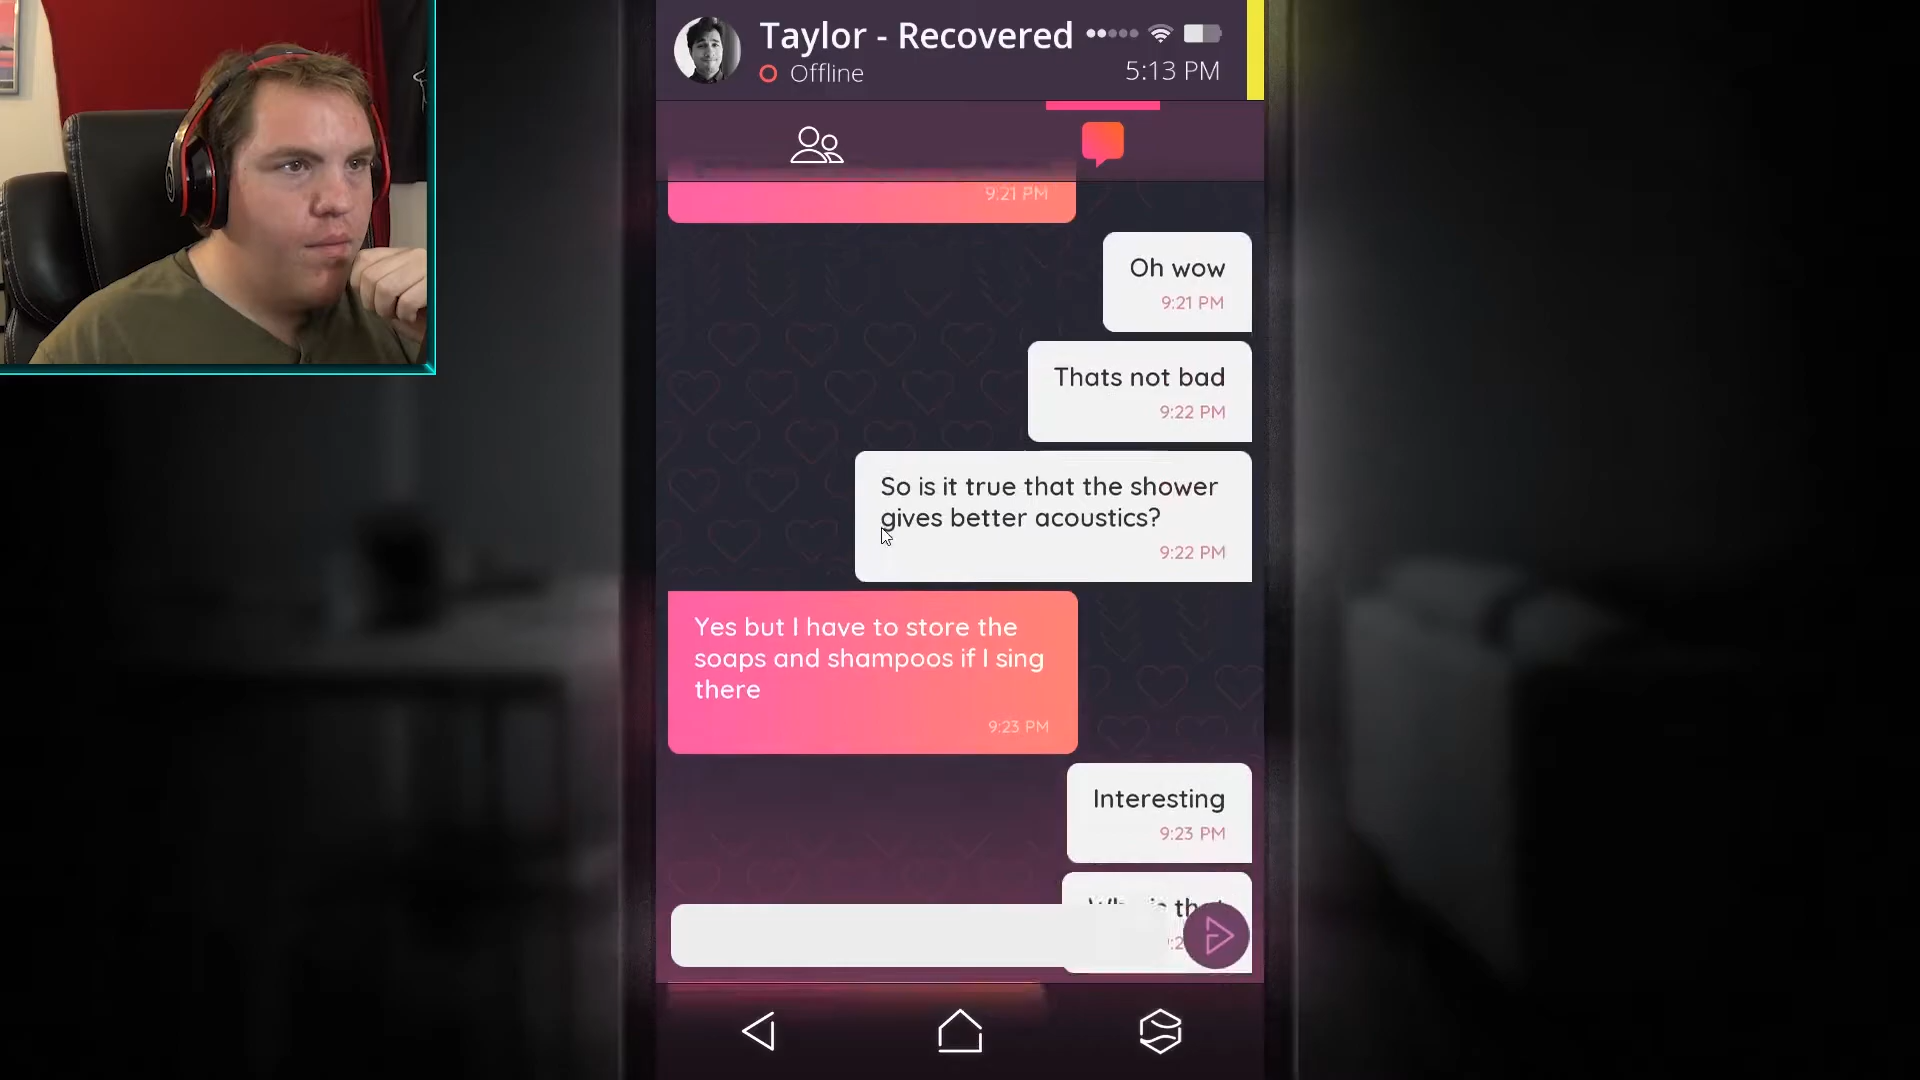 Taylor - Recovered
Offline
5:13 PM
9:21 PM
Oh wow
9:21 PM
Thats not bad
9:22 PM
So is it true that the shower
gives better acoustics?
9:22 PM
Yes but I have to store the
soaps and shampoos if I sing
there
9:23 PM
Interesting
9:23 PM